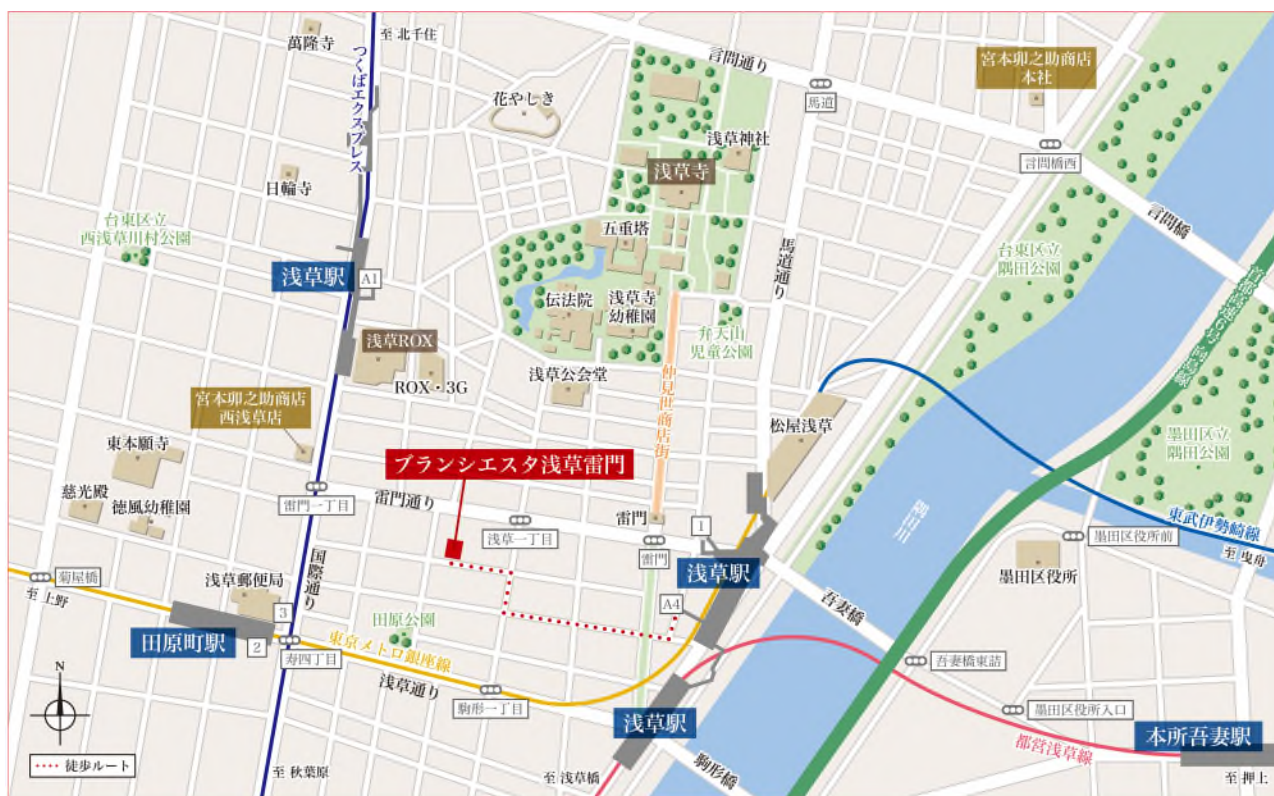 萬隆寺
至 北千住
つくばエクスプレス
花やしき
言問通り
馬道
宮本卯之助商店
本社
浅草神社
浅草寺
言問橋西
日輪寺
五重塔
言問橋
台東区立
西浅草川村公園
馬道通り
台東区立
隅田公園
首都高速6号 向島線
浅草駅
A1
伝法院
浅草寺
幼稚園
弁天山
児童公園
浅草ROX
ROX・3G
浅草公会堂
仲見世商店街
宮本卯之助商店
西浅草店
松屋浅草
東本願寺
墨田区立
隅田公園
ブランシエスタ浅草雷門
慈光殿
徳風幼稚園
雷門一丁目
雷門通り
浅草一丁目
雷門
雷門
1
隅田川
東武伊勢崎線
墨田区役所前
至 曳舟
菊屋橋
至 上野
浅草郵便局
国際通り
浅草駅
墨田区役所
3
田原町駅
2
田原公園
A4
吾妻橋
寿四丁目
東京メトロ銀座線
浅草通り
吾妻橋東詰
N
駒形一丁目
浅草駅
墨田区役所入口
都営浅草線
本所吾妻駅
徒歩ルート
至 秋葉原
至 浅草橋
駒形橋
至 押上